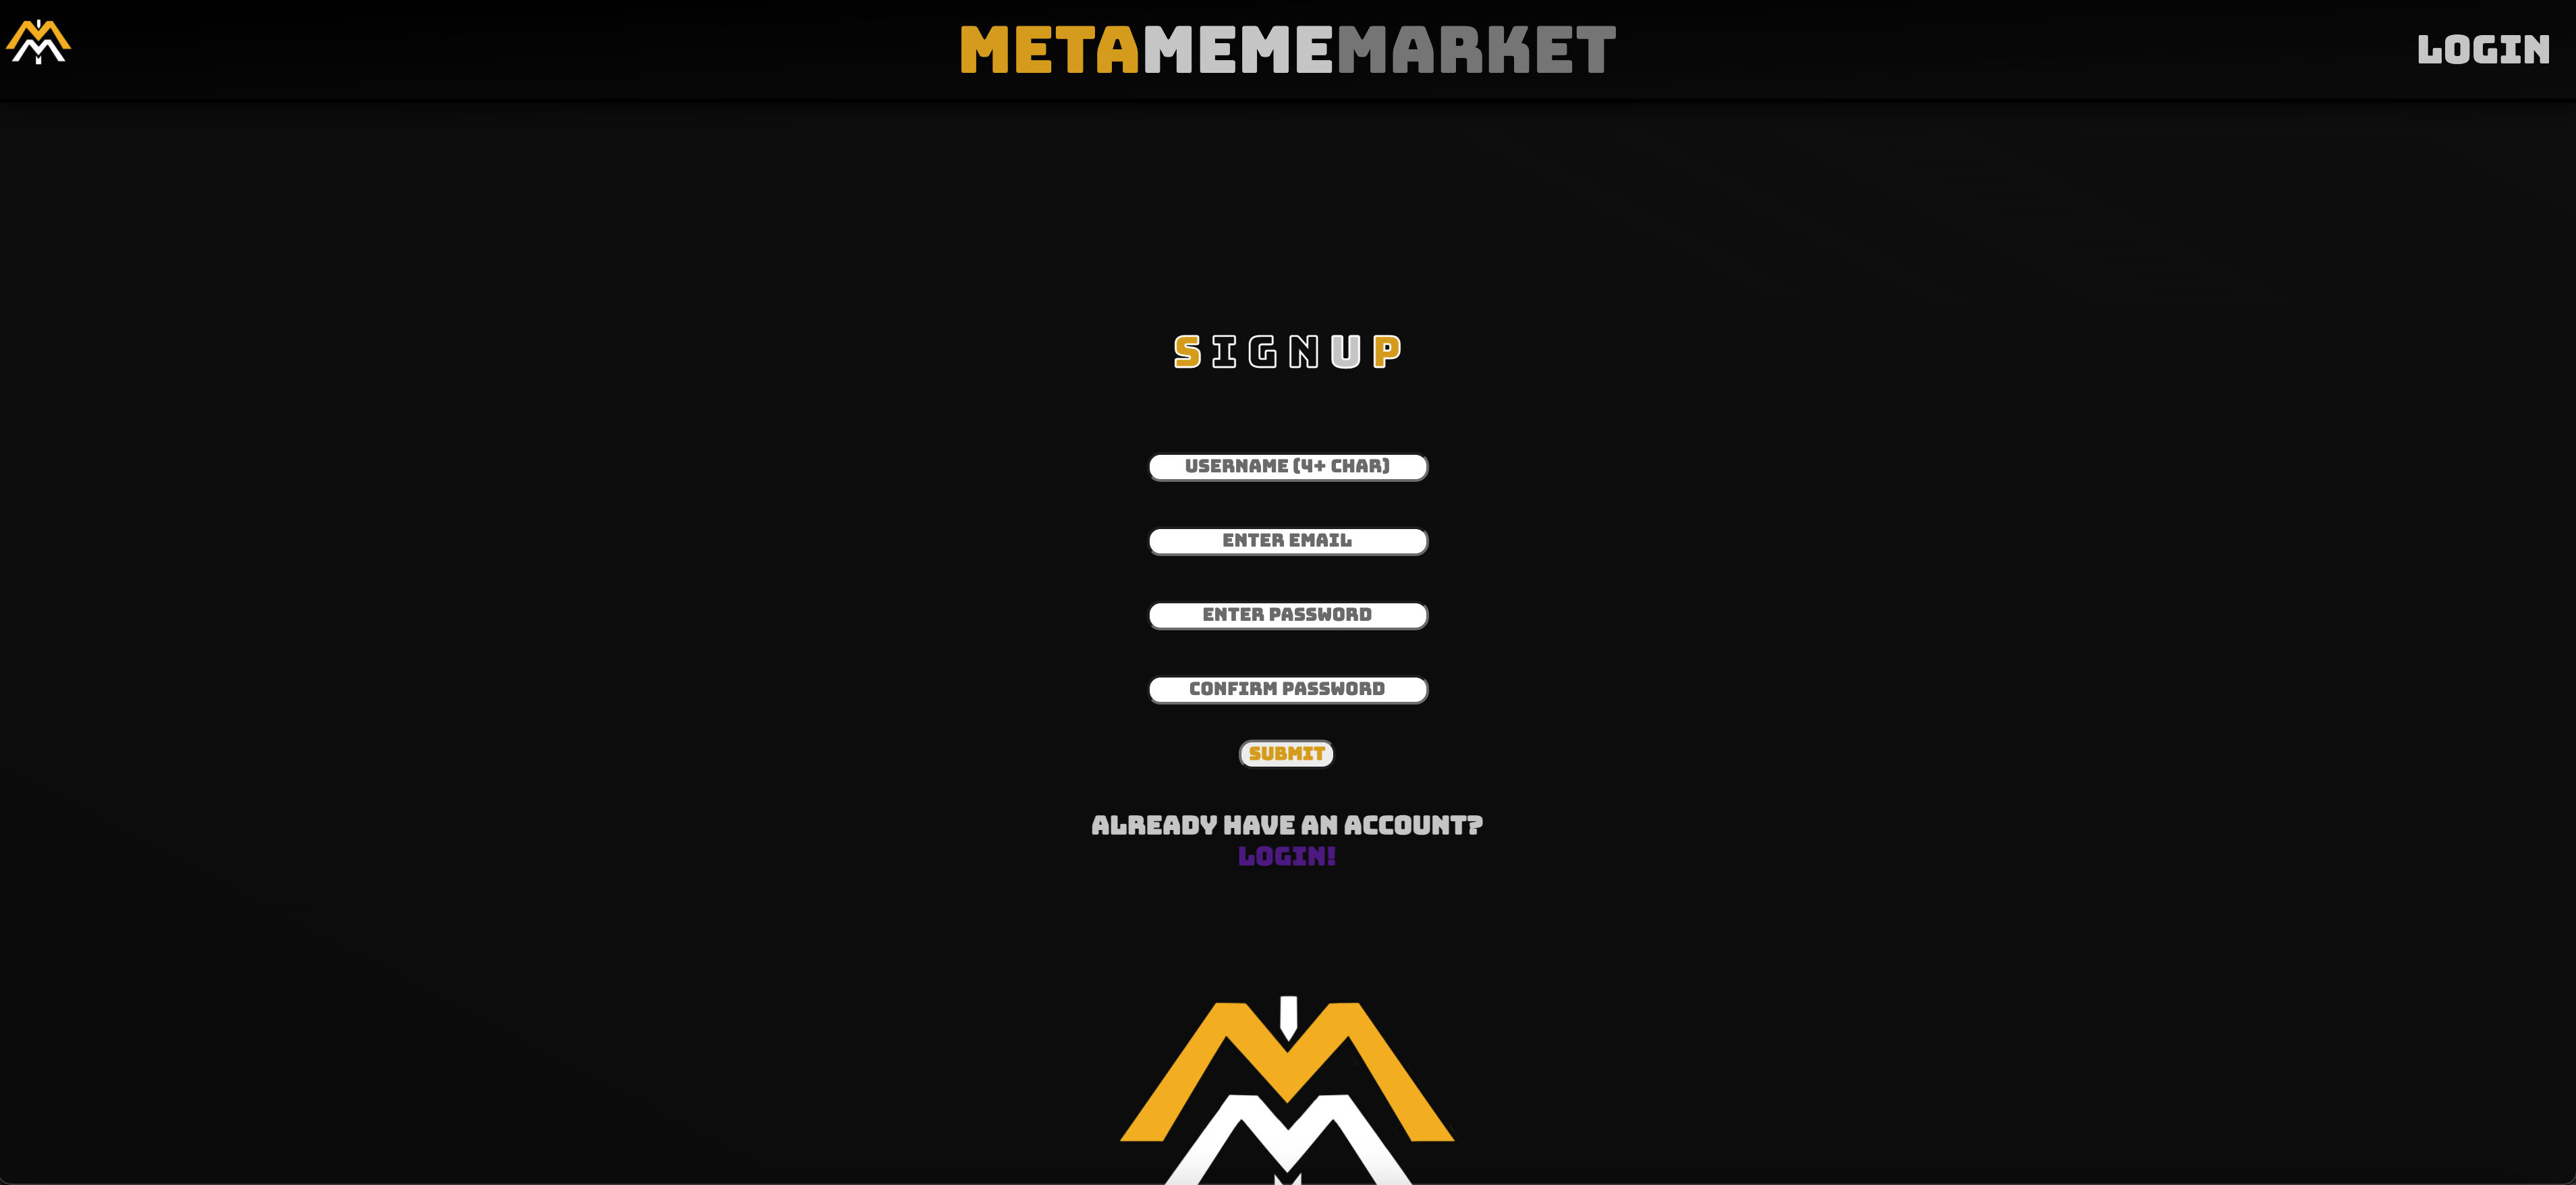 METAMEMEMARKET
LOGIN
SIGNUP
USERNAME (4+ CHAR)
ENTER EMAIL
ENTER PASSWORD
CONFIRM PASSWORD
SUBMIT
ALREADY HAVE AN ACCOUNT?
LOGIN!